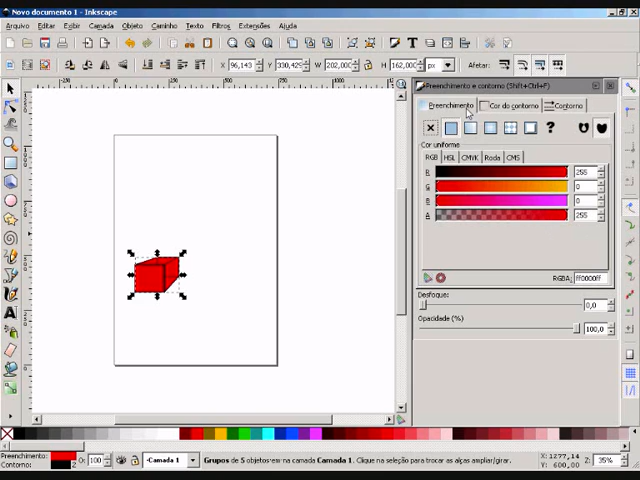 Novo documento 1 - Inkscape
Arquivo Editar Exibir Camada Objeto Caminho Texto Filtros Extensões Ajuda
X 96,143 Y 330,429 L 202,000 A 162,000 px Afetar:
Preenchimento e contorno (Shift+Ctrl+F)
Preenchimento Cor do contorno Contorno
Cor uniforme
RGB HSL CMYK Roda CMS
R 255
G 0
B 0
A 255
RGBA: ff0000ff
Desfoque:
0,0
Opacidade (%)
100,0
Preenchimento:
Contorno: 2
O: 100
-Camada 1
Grupos de 5 objetos em na camada Camada 1. Clique na seleção para trocar as alças ampliar/girar.
X: 1277,14
Y: 600,00
Z: 35%